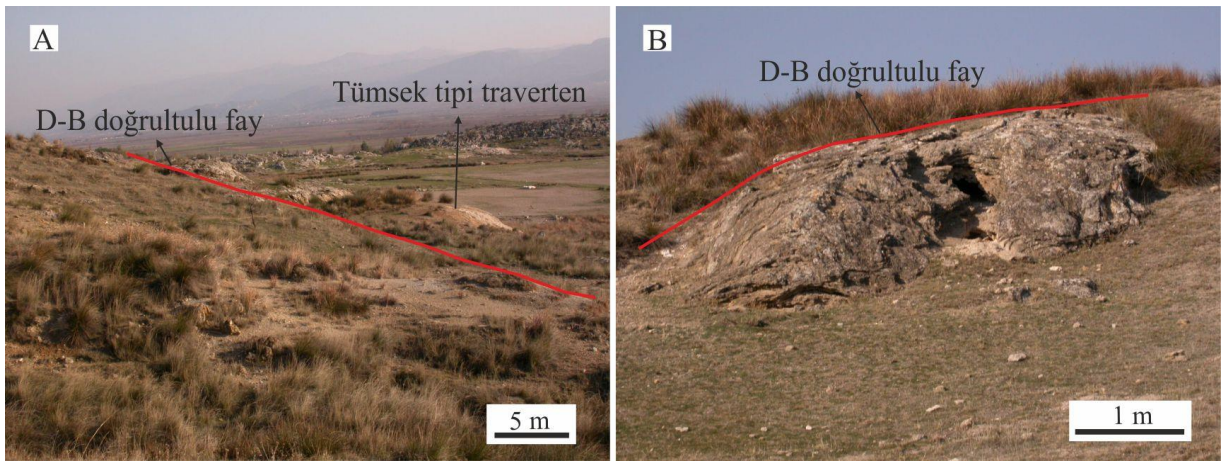 A
D-B doğrultulu fay
Tümsek tipi traverten
5 m
B
D-B doğrultulu fay
1 m